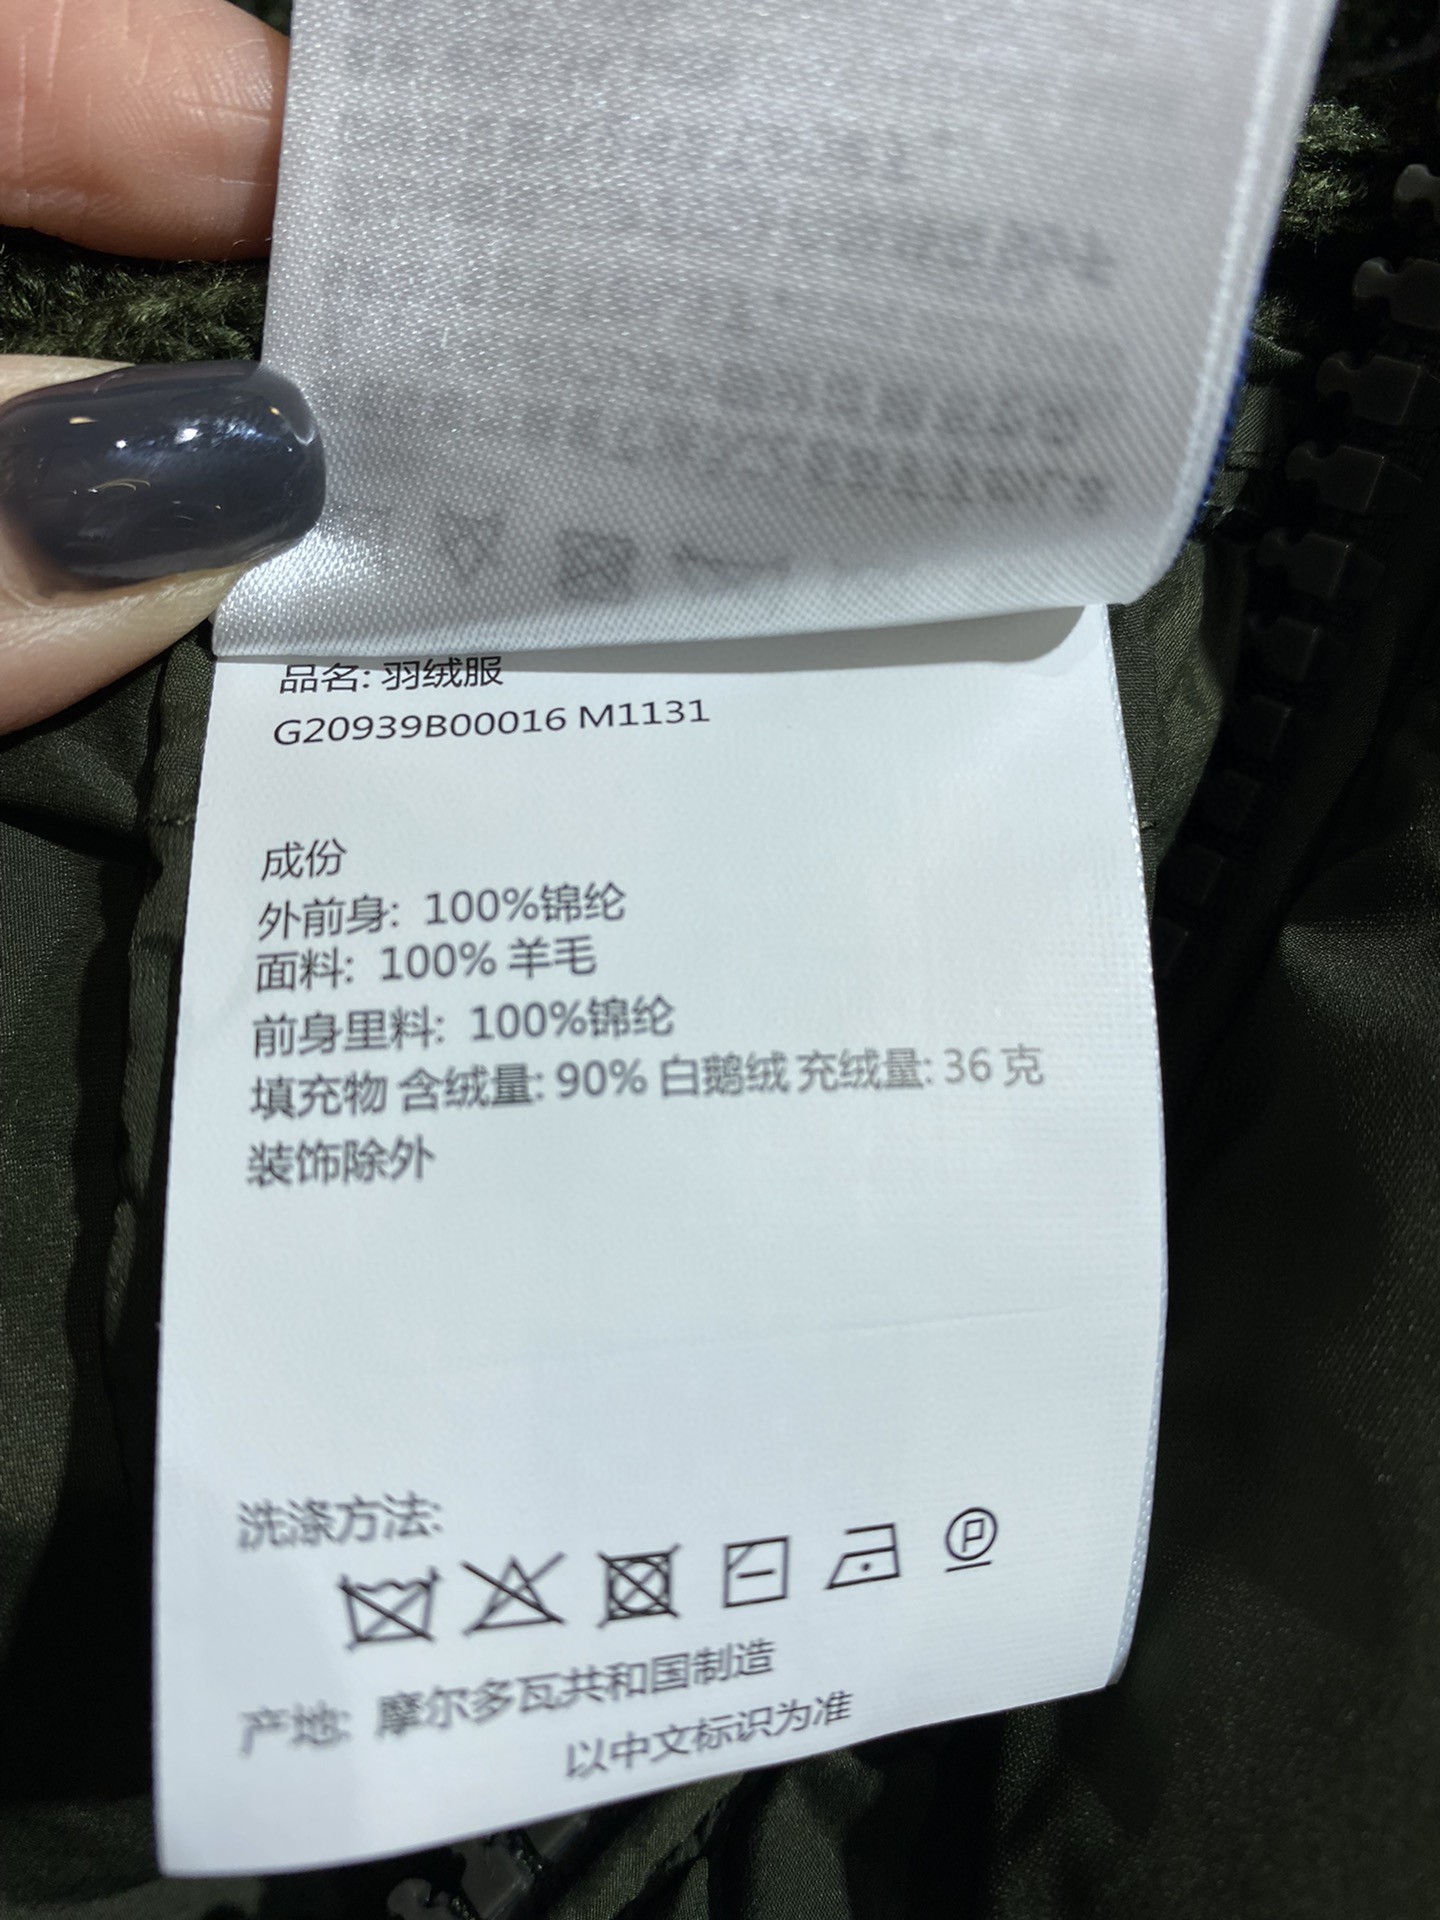 品名: 羽绒服
G20939B00016 M1131
成份
外前身: 100%锦纶
面料: 100% 羊毛
前身里料: 100%锦纶
填充物 含绒量: 90% 白鹅绒 充绒量: 36 克
装饰除外
洗涤方法:
P
产地: 摩尔多瓦共和国制造
以中文标识为准